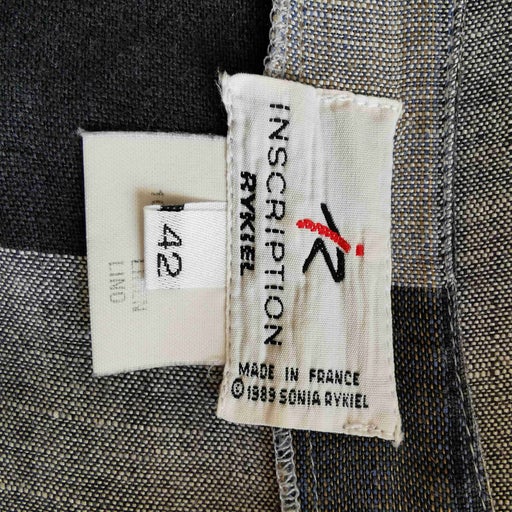 INSCRIPTION
RYKIEL
MADE IN FRANCE
© 1989 SONIA RYKIEL
42
LINO